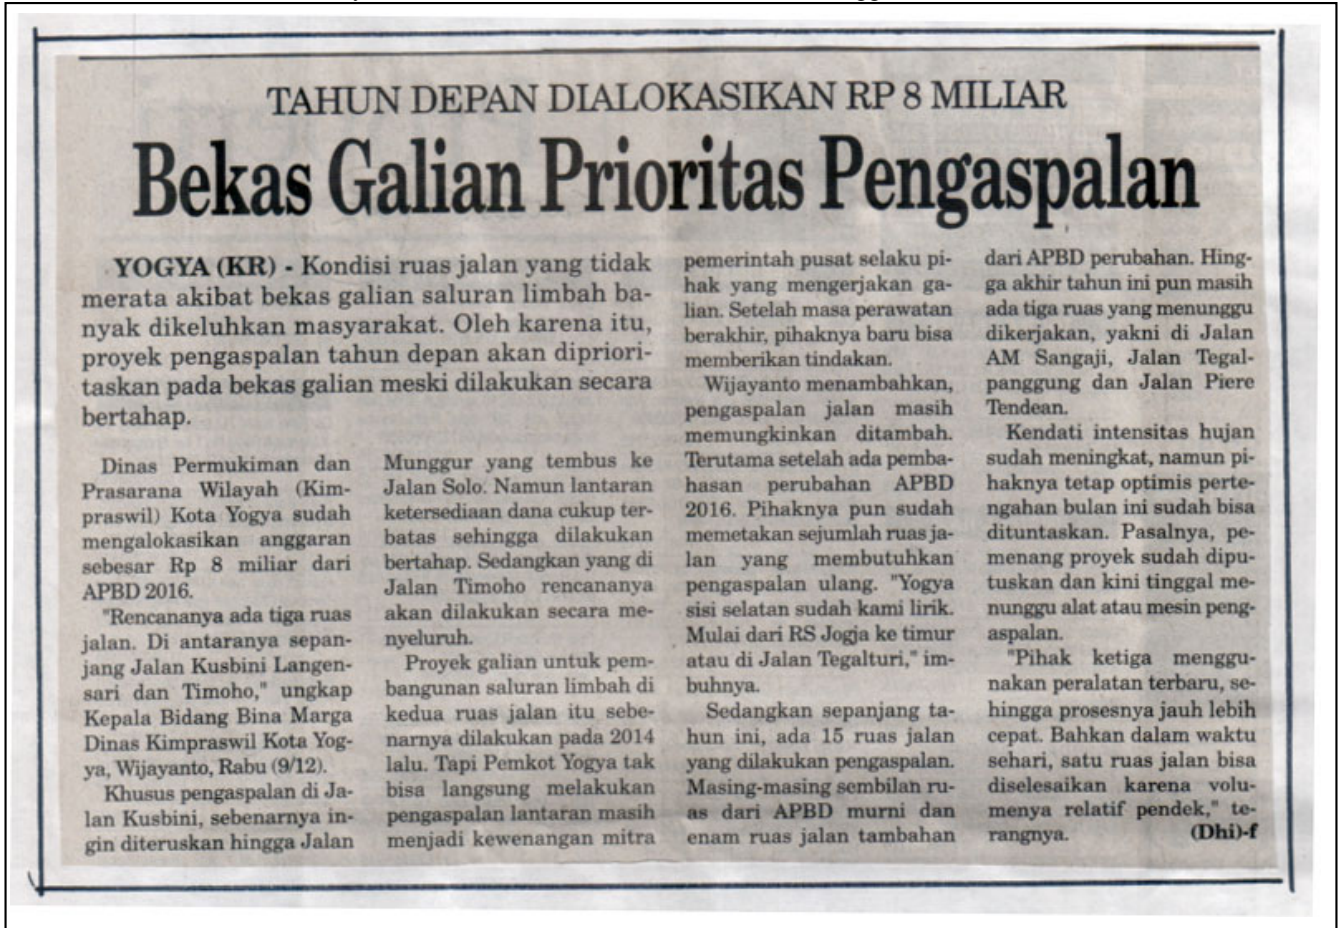 TAHUN DEPAN DIALOKASIKAN RP 8 MILIAR
Bekas Galian Prioritas Pengaspalan
YOGYA (KR) - Kondisi ruas jalan yang tidak
merata akibat bekas galian saluran limbah ba-
nyak dikeluhkan masyarakat. Oleh karena itu,
proyek pengaspalan tahun depan akan dipriori-
taskan pada bekas galian meski dilakukan secara
bertahap.
Dinas Permukiman dan
Prasarana Wilayah (Kim-
praswil) Kota Yogya sudah
mengalokasikan anggaran
sebesar Rp 8 miliar dari
APBD 2016.
"Rencananya ada tiga ruas
jalan. Di antaranya sepan-
jang Jalan Kusbini Langen-
sari dan Timoho," ungkap
Kepala Bidang Bina Marga
Dinas Kimpraswil Kota Yog-
ya, Wijayanto, Rabu (9/12).
Khusus pengaspalan di Ja-
lan Kusbini, sebenarnya in-
gin diteruskan hingga Jalan
Munggur yang tembus ke
Jalan Solo. Namun lantaran
ketersediaan dana cukup ter-
batas sehingga dilakukan
bertahap. Sedangkan yang di
Jalan Timoho rencananya
akan dilakukan secara me-
nyeluruh.
Proyek galian untuk pem-
bangunan saluran limbah di
kedua ruas jalan itu sebe-
narnya dilakukan pada 2014
lalu. Tapi Pemkot Yogya tak
bisa langsung melakukan
pengaspalan lantaran masih
menjadi kewenangan mitra
pemerintah pusat selaku pi-
hak yang mengerjakan ga-
lian. Setelah masa perawatan
berakhir, pihaknya baru bisa
memberikan tindakan.
Wijayanto menambahkan,
pengaspalan jalan masih
memungkinkan ditambah.
Terutama setelah ada pemba-
hasan perubahan APBD
2016. Pihaknya pun sudah
memetakan sejumlah ruas ja-
lan yang membutuhkan
pengaspalan ulang. "Yogya
sisi selatan sudah kami lirik.
Mulai dari RS Jogja ke timur
atau di Jalan Tegalturi," im-
buhnya.
Sedangkan sepanjang ta-
hun ini, ada 15 ruas jalan
yang dilakukan pengaspalan.
Masing-masing sembilan ru-
as dari APBD murni dan
enam ruas jalan tambahan
dari APBD perubahan. Hing-
ga akhir tahun ini pun masih
ada tiga ruas yang menunggu
dikerjakan, yakni di Jalan
AM Sangaji, Jalan Tegal-
panggung dan Jalan Piere
Tendean.
Kendati intensitas hujan
sudah meningkat, namun pi-
haknya tetap optimis perte-
ngahan bulan ini sudah bisa
dituntaskan. Pasalnya, pe-
menang proyek sudah dipu-
tuskan dan kini tinggal me-
nunggu alat atau mesin peng-
aspalan.
"Pihak ketiga menggu-
nakan peralatan terbaru, se-
hingga prosesnya jauh lebih
cepat. Bahkan dalam waktu
sehari, satu ruas jalan bisa
diselesaikan karena volu-
menya relatif pendek," te-
rangnya. (Dhi)-f